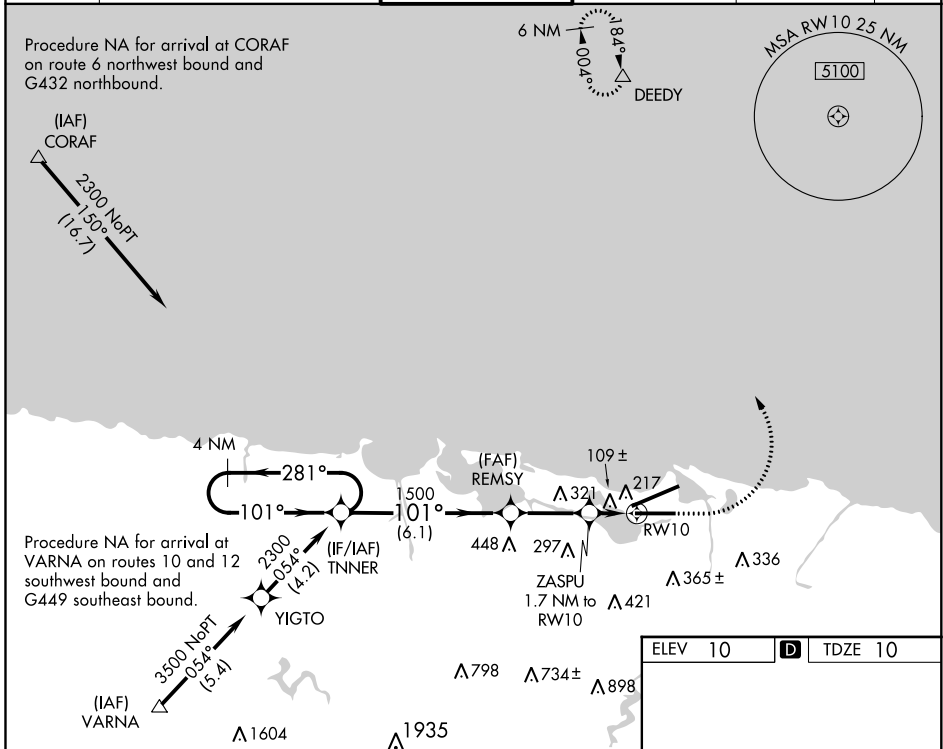 Procedure NA for arrival at CORAF
on route 6 northwest bound and
G432 northbound.
(IAF)
CORAF
2300 NoPT
150°
(16.7)
6 NM
184°
004°
DEEDY
MSA RW10 25 NM
5100
4 NM
281°
101°
(IF/IAF)
TNNER
1500
101°
(6.1)
(FAF)
REMSY
109 ±
321
217
RW10
448
297
ZASPU
1.7 NM to
RW10
336
365 ±
421
Procedure NA for arrival at
VARNA on routes 10 and 12
southwest bound and
G449 southeast bound.
2300
054°
(4.2)
YIGTO
3500 NoPT
054°
(5.4)
(IAF)
VARNA
798
734±
898
1604
1935
ELEV 10
D
TDZE 10